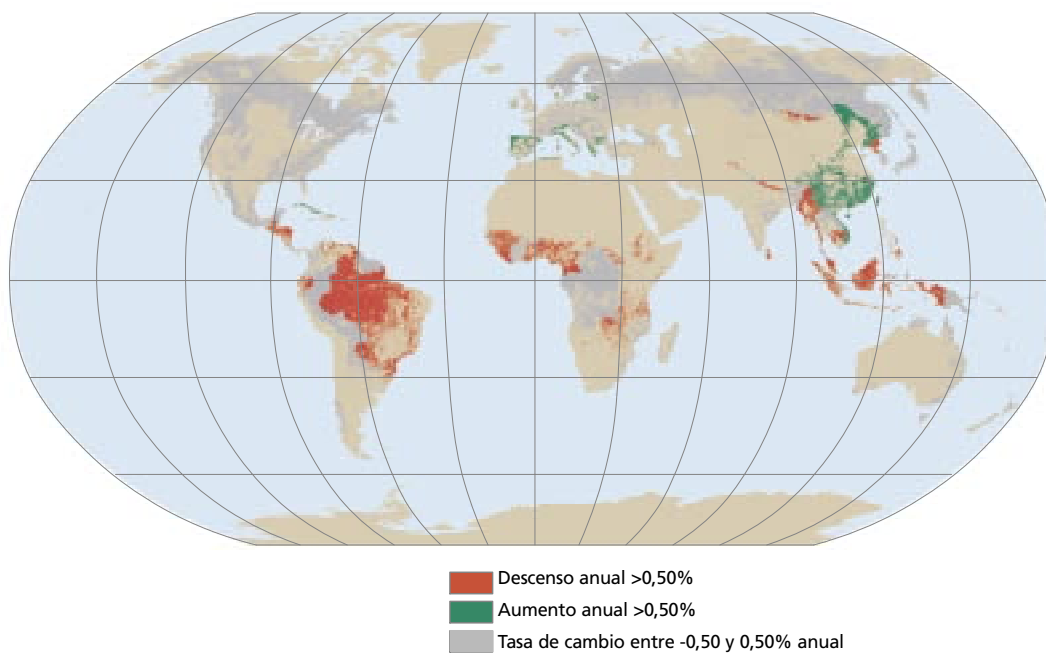 Descenso anual >0,50%
Aumento anual >0,50%
Tasa de cambio entre -0,50 y 0,50% anual